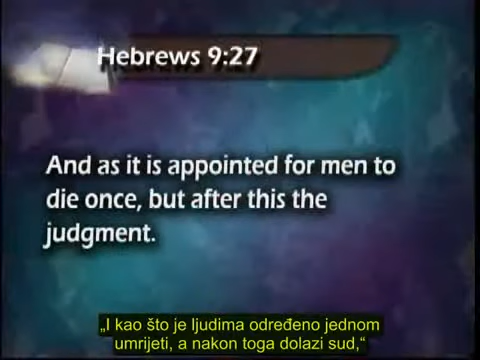 Hebrews 9:27
And as it is appointed for men to
die once, but after this the
judgment.
„I kao što je ljudima određeno jednom
umrijeti, a nakon toga dolazi sud,“